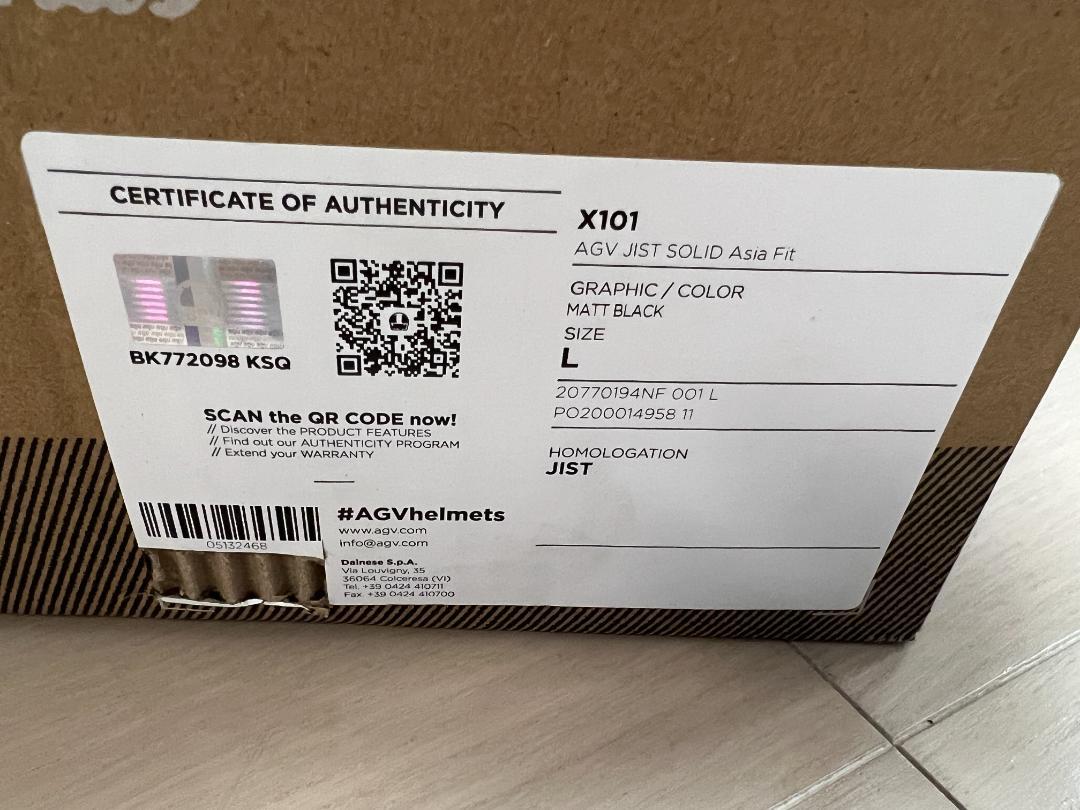 CERTIFICATE OF AUTHENTICITY
BK772098 KSQ
SCAN the QR CODE now!
// Discover the PRODUCT FEATURES
// Find out our AUTHENTICITY PROGRAM
// Extend your WARRANTY
05132468
#AGVhelmets
www.agv.com
info@agv.com
Dainese S.p.A.
Via Louvigny, 35
36064 Colceresa (VI)
Tel. +39 0424 410711
Fax. +39 0424 410700
X101
AGV JIST SOLID Asia Fit
GRAPHIC / COLOR
MATT BLACK
SIZE
L
20770194NF 001 L
PO200014958 11
HOMOLOGATION
JIST